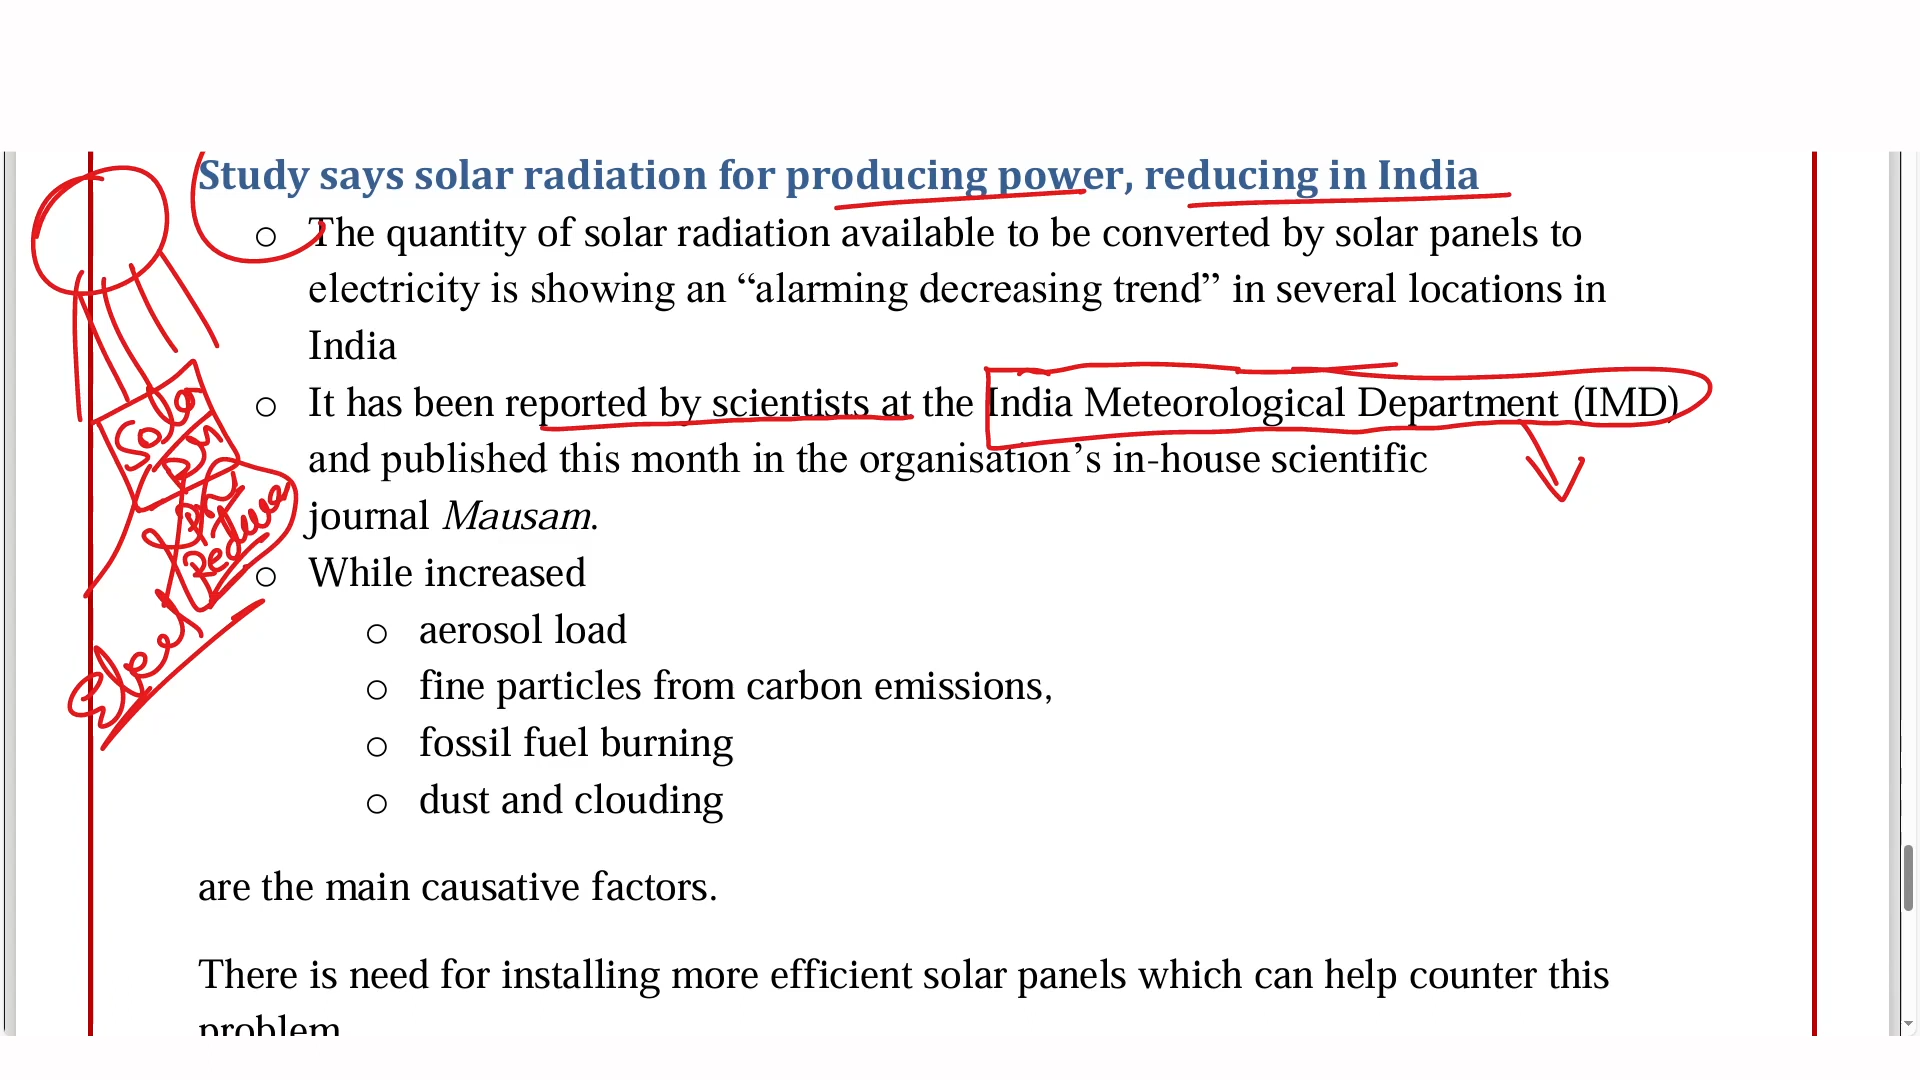 Study says solar radiation for producing power, reducing in India
○ The quantity of solar radiation available to be converted by solar panels to
electricity is showing an “alarming decreasing trend” in several locations in
India
○ It has been reported by scientists at the India Meteorological Department (IMD)
and published this month in the organisation’s in-house scientific
journal Mausam.
○ While increased
○ aerosol load
○ fine particles from carbon emissions,
○ fossil fuel burning
○ dust and clouding
are the main causative factors.
There is need for installing more efficient solar panels which can help counter this
problem
Elect